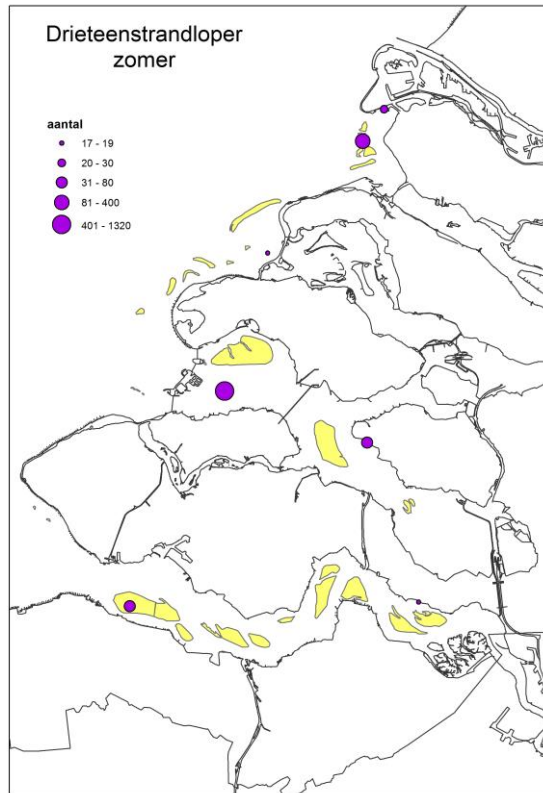 Drieteenstrandloper
zomer
aantal
17 - 19
20 - 30
31 - 80
81 - 400
401 - 1320